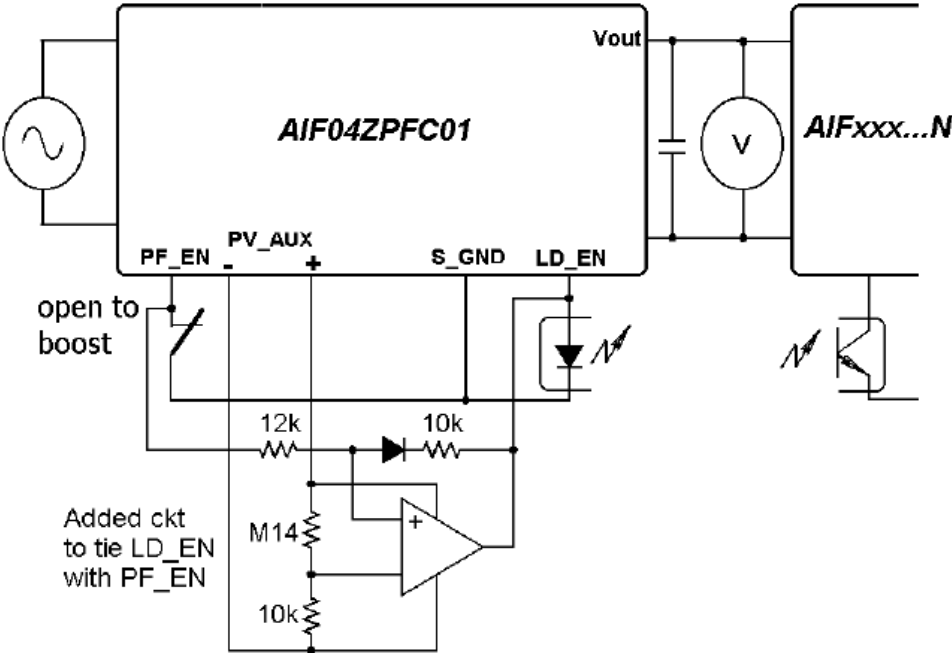 Vout
AIF04ZPFC01
V
AIFxxx...N
PV_AUX
PF_EN - + S_GND LD_EN
open to
boost
12k 10k
Added ckt
to tie LD_EN
with PF_EN
M14
+
10k